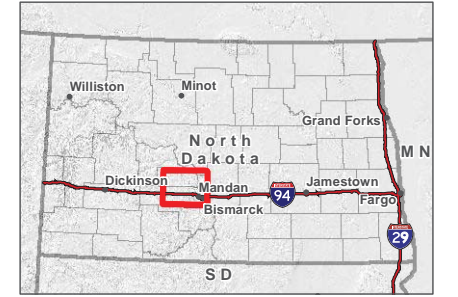 Williston
Minot
Grand Forks
North
Dakota
MN
Dickinson
Mandan
Jamestown
94
Fargo
Bismarck
29
SD